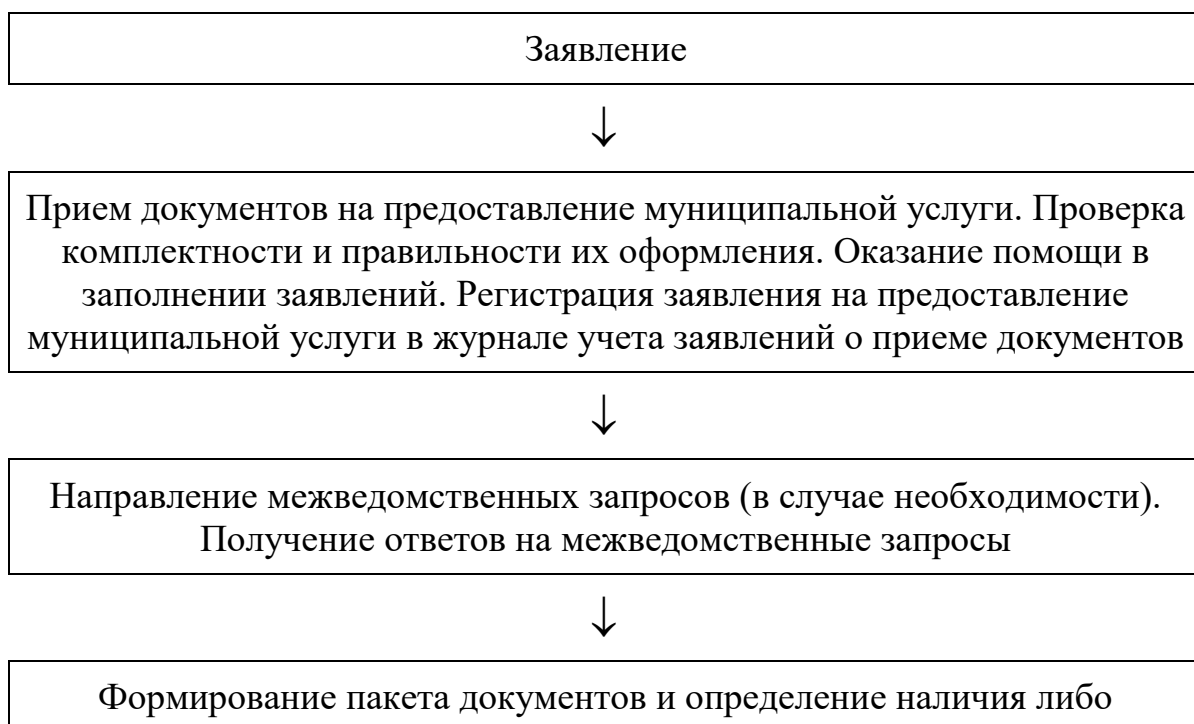 Заявление
↓
Прием документов на предоставление муниципальной услуги. Проверка
комплектности и правильности их оформления. Оказание помощи в
заполнении заявлений. Регистрация заявления на предоставление
муниципальной услуги в журнале учета заявлений о приеме документов
↓
Направление межведомственных запросов (в случае необходимости).
Получение ответов на межведомственные запросы
↓
Формирование пакета документов и определение наличия либо